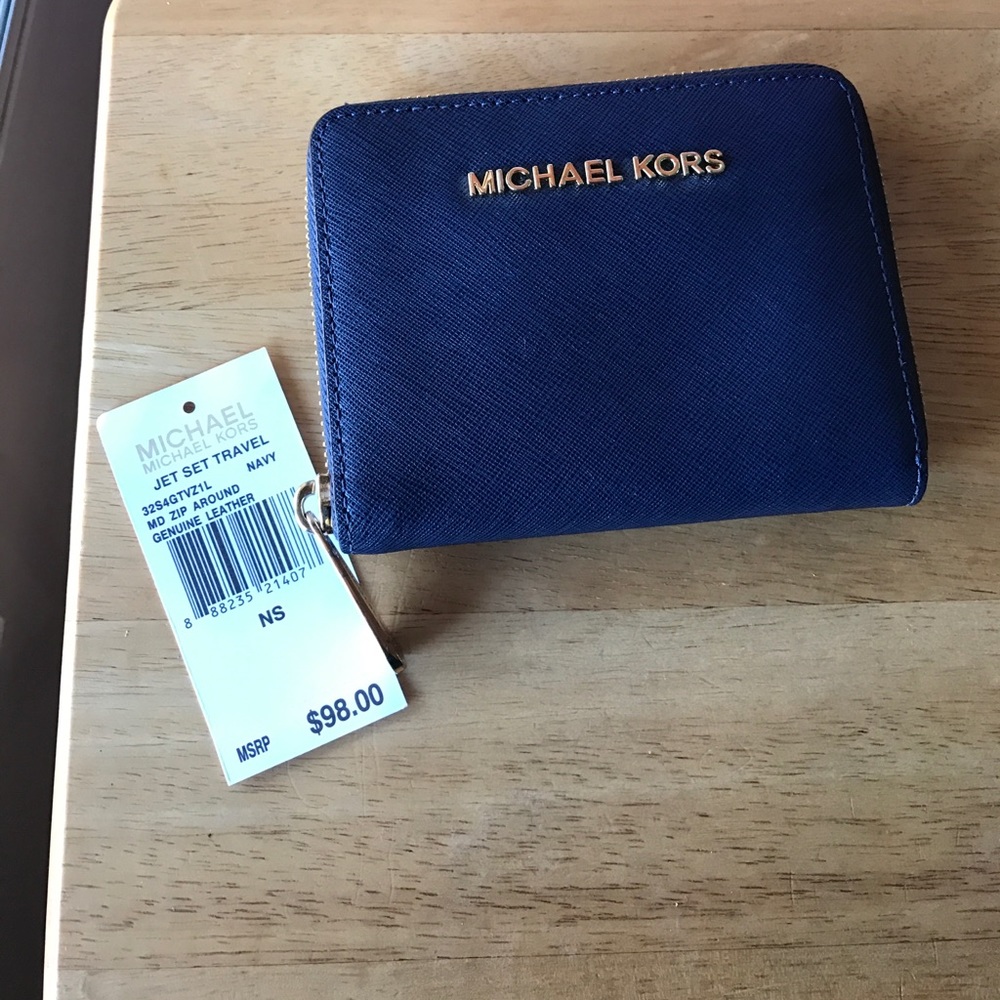 MICHAEL KORS
MICHAEL
MICHAEL KORS
JET SET TRAVEL
32S4GTVZ1L NAVY
MD ZIP AROUND
GENUINE LEATHER
8 88235 21407
NS
$98.00
MSRP